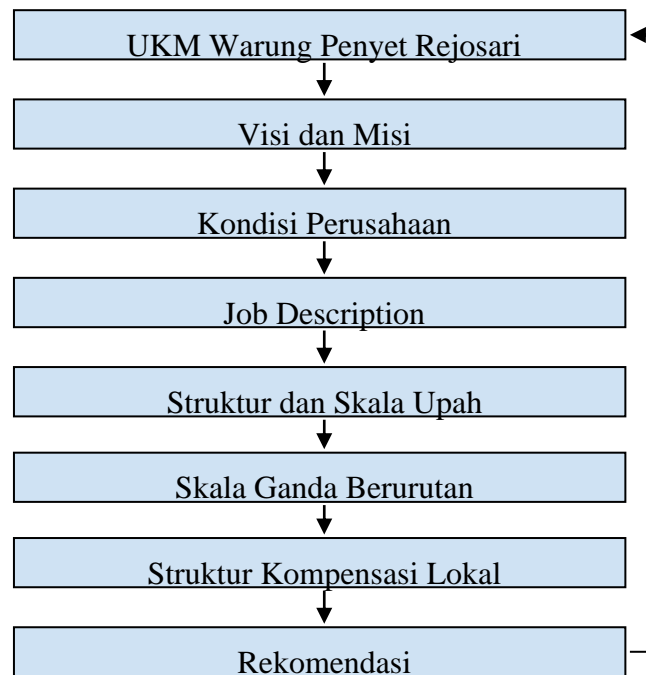 UKM Warung Penyet Rejosari
Visi dan Misi
Kondisi Perusahaan
Job Description
Struktur dan Skala Upah
Skala Ganda Berurutan
Struktur Kompensasi Lokal
Rekomendasi